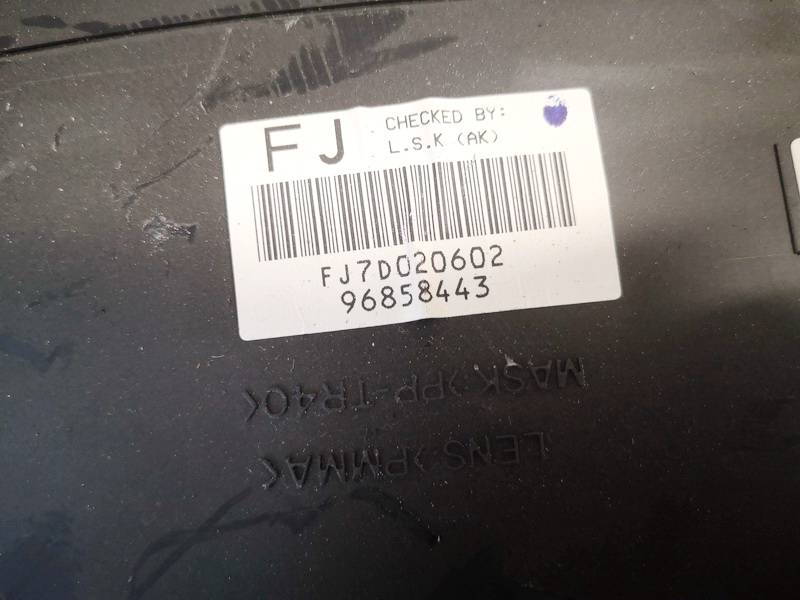 FJ
CHECKED BY:
L.S.K (AK)
FJ7D020602
96858443
MASK:>PP-TR40<
LENS:>PMMA<